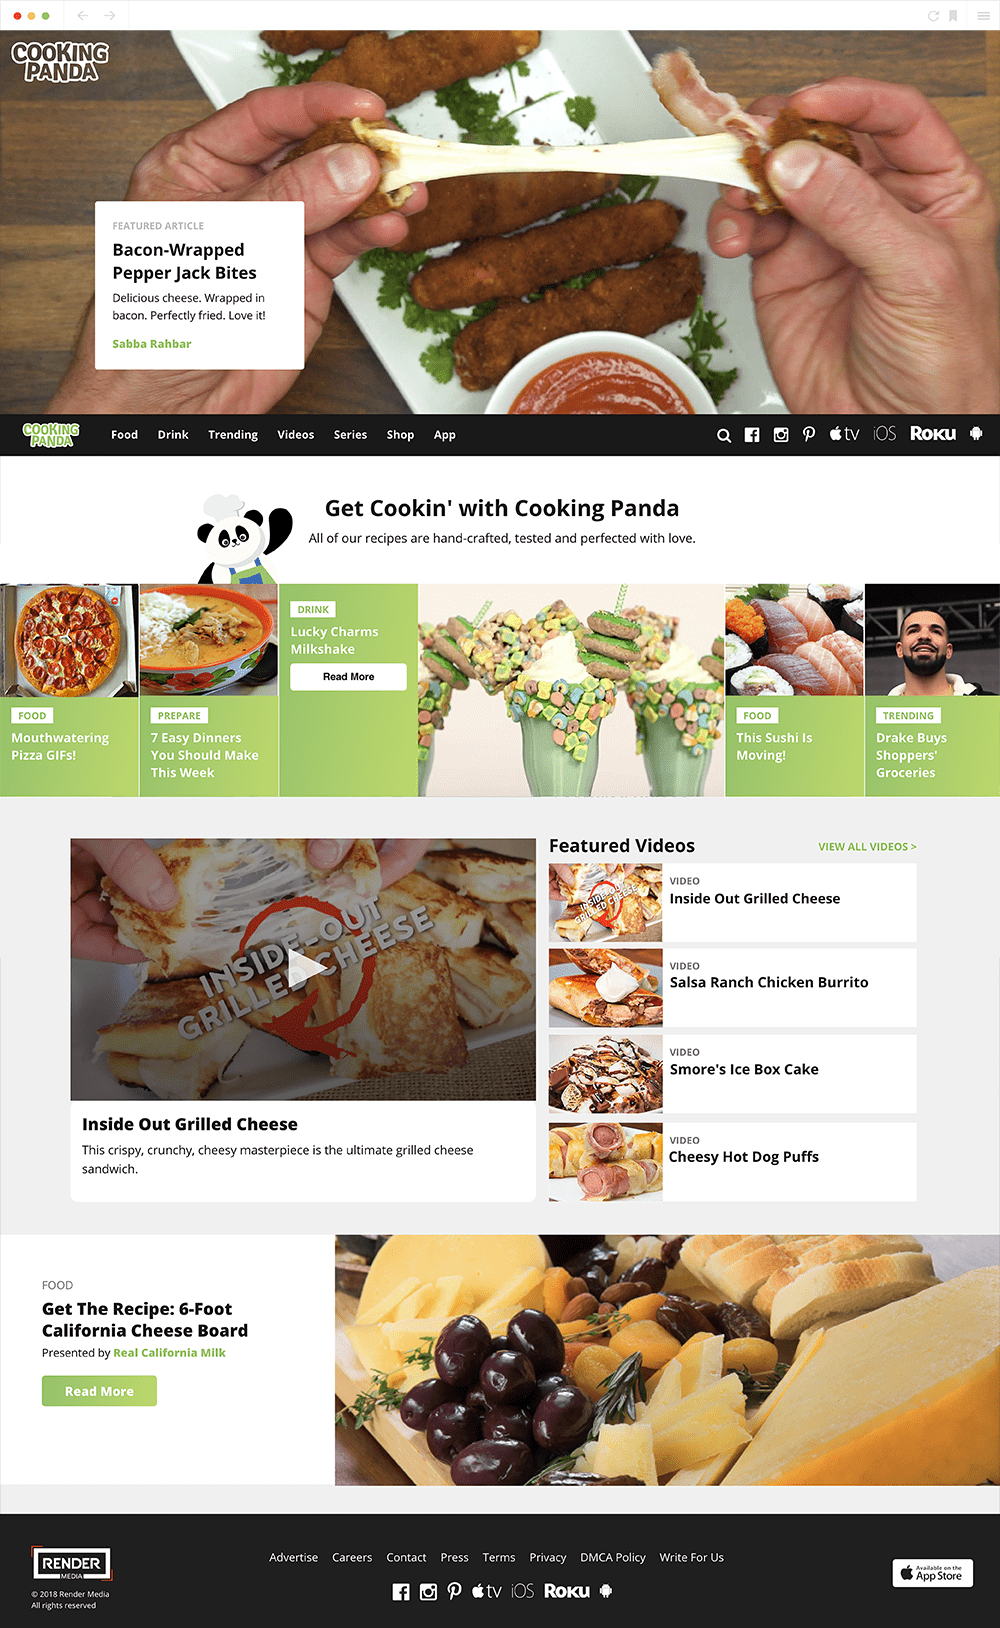 COOKING
PANDA
FEATURED ARTICLE
Bacon-Wrapped
Pepper Jack Bites
Delicious cheese. Wrapped in
bacon. Perfectly fried. Love it!
Sabba Rahbar
COOKING
PANDA
Food Drink Trending Videos Series Shop App
tv iOS ROKU
Get Cookin' with Cooking Panda
All of our recipes are hand-crafted, tested and perfected with love.
FOOD
Mouthwatering
Pizza GIFs!
PREPARE
7 Easy Dinners
You Should Make
This Week
DRINK
Lucky Charms
Milkshake
Read More
FOOD
This Sushi Is
Moving!
TRENDING
Drake Buys
Shoppers'
Groceries
INSIDE-OUT
GRILLED CHEESE
Inside Out Grilled Cheese
This crispy, crunchy, cheesy masterpiece is the ultimate grilled cheese
sandwich.
Featured Videos
VIEW ALL VIDEOS >
INSIDE-OUT
GRILLED CHEESE
VIDEO
Inside Out Grilled Cheese
VIDEO
Salsa Ranch Chicken Burrito
VIDEO
Smore's Ice Box Cake
VIDEO
Cheesy Hot Dog Puffs
FOOD
Get The Recipe: 6-Foot
California Cheese Board
Presented by Real California Milk
Read More
RENDER
MEDIA
© 2018 Render Media
All rights reserved
Advertise Careers Contact Press Terms Privacy DMCA Policy Write For Us
tv iOS ROKU
Available on the
App Store